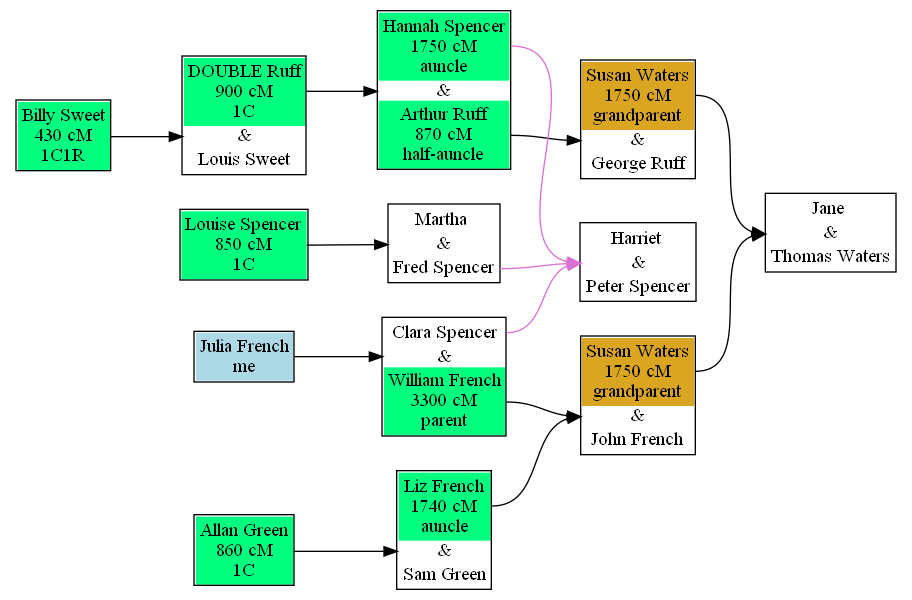 Billy Sweet
430 cM
1C1R
DOUBLE Ruff
900 cM
1C
&
Louis Sweet
Hannah Spencer
1750 cM
auncle
&
Arthur Ruff
870 cM
half-auncle
Susan Waters
1750 cM
grandparent
&
George Ruff
Jane
&
Thomas Waters
Louise Spencer
850 cM
1C
Martha
&
Fred Spencer
Harriet
&
Peter Spencer
Julia French
me
Clara Spencer
&
William French
3300 cM
parent
Susan Waters
1750 cM
grandparent
&
John French
Allan Green
860 cM
1C
Liz French
1740 cM
auncle
&
Sam Green